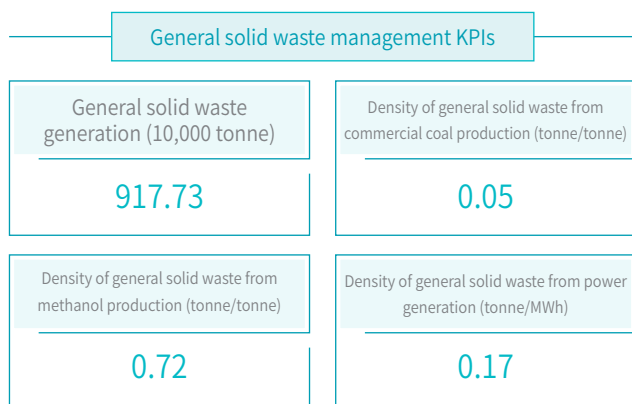 General solid waste management KPIs
General solid waste
generation (10,000 tonne)
917.73
Density of general solid waste from
commercial coal production (tonne/tonne)
0.05
Density of general solid waste from
methanol production (tonne/tonne)
0.72
Density of general solid waste from power
generation (tonne/MWh)
0.17